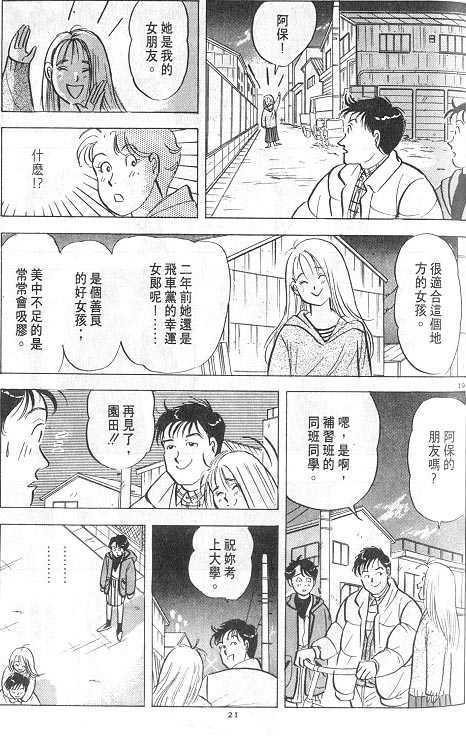 阿保！
她是我的
女朋友。
什麼!?
很適合這個地
方的女孩。
二年前她還是
飛車黨的幸運
女郎呢！……
是個善良
的好女孩；
美中不足的是
常常會吸膠。
19
阿保的
朋友嗎？
嗯，是啊，
補習班的
同班同學。
再見了，
園田!!
祝妳考
上大學。
…………
21